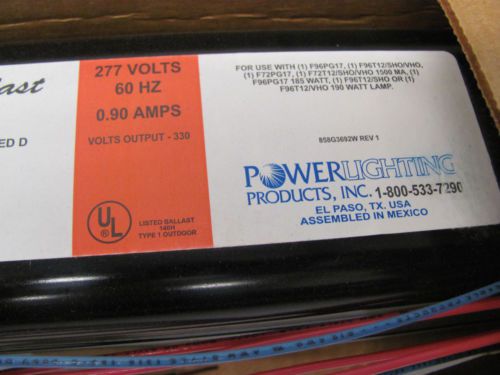 ast
ED D
277 VOLTS
60 HZ
0.90 AMPS
VOLTS OUTPUT - 330
UL
LISTED BALLAST
146H
TYPE 1 OUTDOOR
FOR USE WITH (1) F96PG17, (1) F96T12/SHO/VHO, (1)
F72PG17, (1) F72T12/SHO/VHO 1500 MA, (1)
F96PG17 185 WATT, (1) F96T12/SHO OR (1)
F96T12/VHO 190 WATT LAMP.
858G3692W REV 1
POWERLIGHTING
PRODUCTS, INC. 1-800-533-7290
EL PASO, TX. USA
ASSEMBLED IN MEXICO